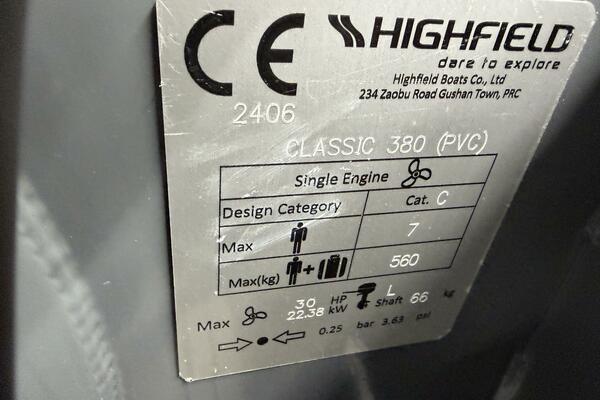 CE
2406
HIGHFIELD
dare to explore
Highfield Boats Co., Ltd
234 Zaobu Road Gushan Town, PRC
CLASSIC 380 (PVC)
Single Engine
Design Category Cat. C
Max 7
Max(kg) + 560
Max 30 HP 22.38 kW L Shaft 66 kg
0.25 bar 3.63 psi